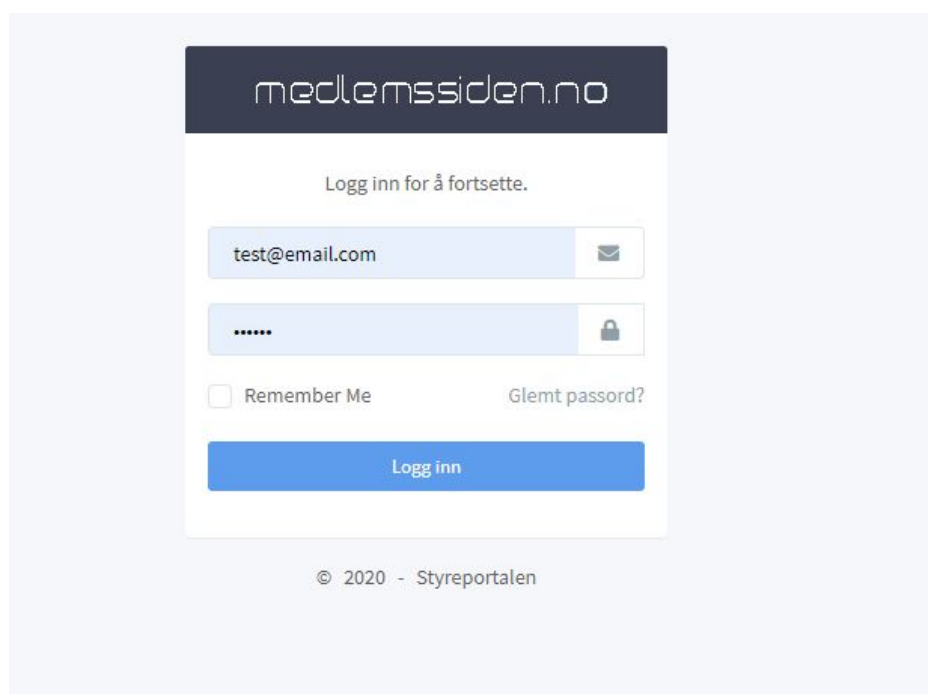 medlemssiden.no
Logg inn for å fortsette.
test@email.com
••••••
Remember Me Glemt passord?
Logg inn
© 2020 - Styreportalen